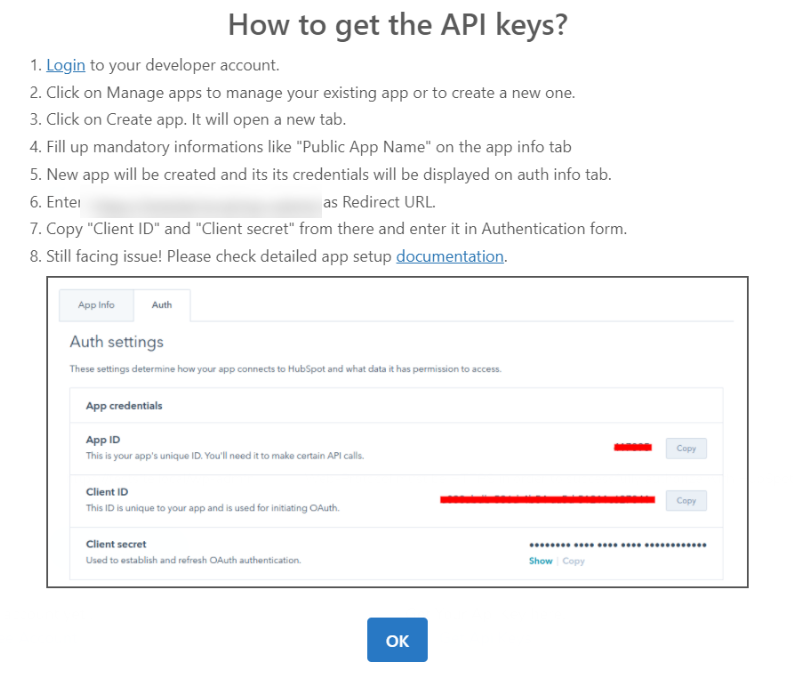 How to get the API keys?
1. Login to your developer account.
2. Click on Manage apps to manage your existing app or to create a new one.
3. Click on Create app. It will open a new tab.
4. Fill up mandatory informations like "Public App Name" on the app info tab
5. New app will be created and its its credentials will be displayed on auth info tab.
6. Enter as Redirect URL.
7. Copy "Client ID" and "Client secret" from there and enter it in Authentication form.
8. Still facing issue! Please check detailed app setup documentation.
App Info Auth
Auth settings
These settings determine how your app connects to HubSpot and what data it has permission to access.
App credentials
App ID
This is your app's unique ID. You'll need it to make certain API calls.
Copy
Client ID
This ID is unique to your app and is used for initiating OAuth.
Copy
Client secret
Used to establish and refresh OAuth authentication.
•••••••• •••• •••• •••• ••••••••••••
Show | Copy
OK